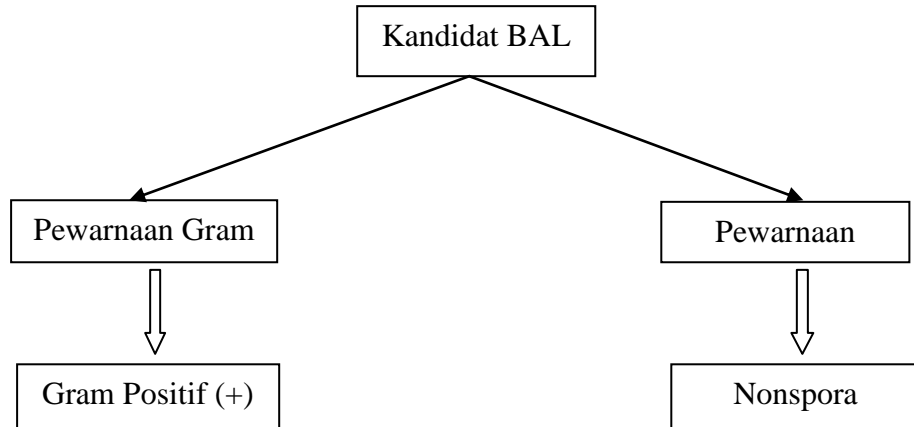 Kandidat BAL
Pewarnaan Gram
Pewarnaan
Gram Positif (+)
Nonspora